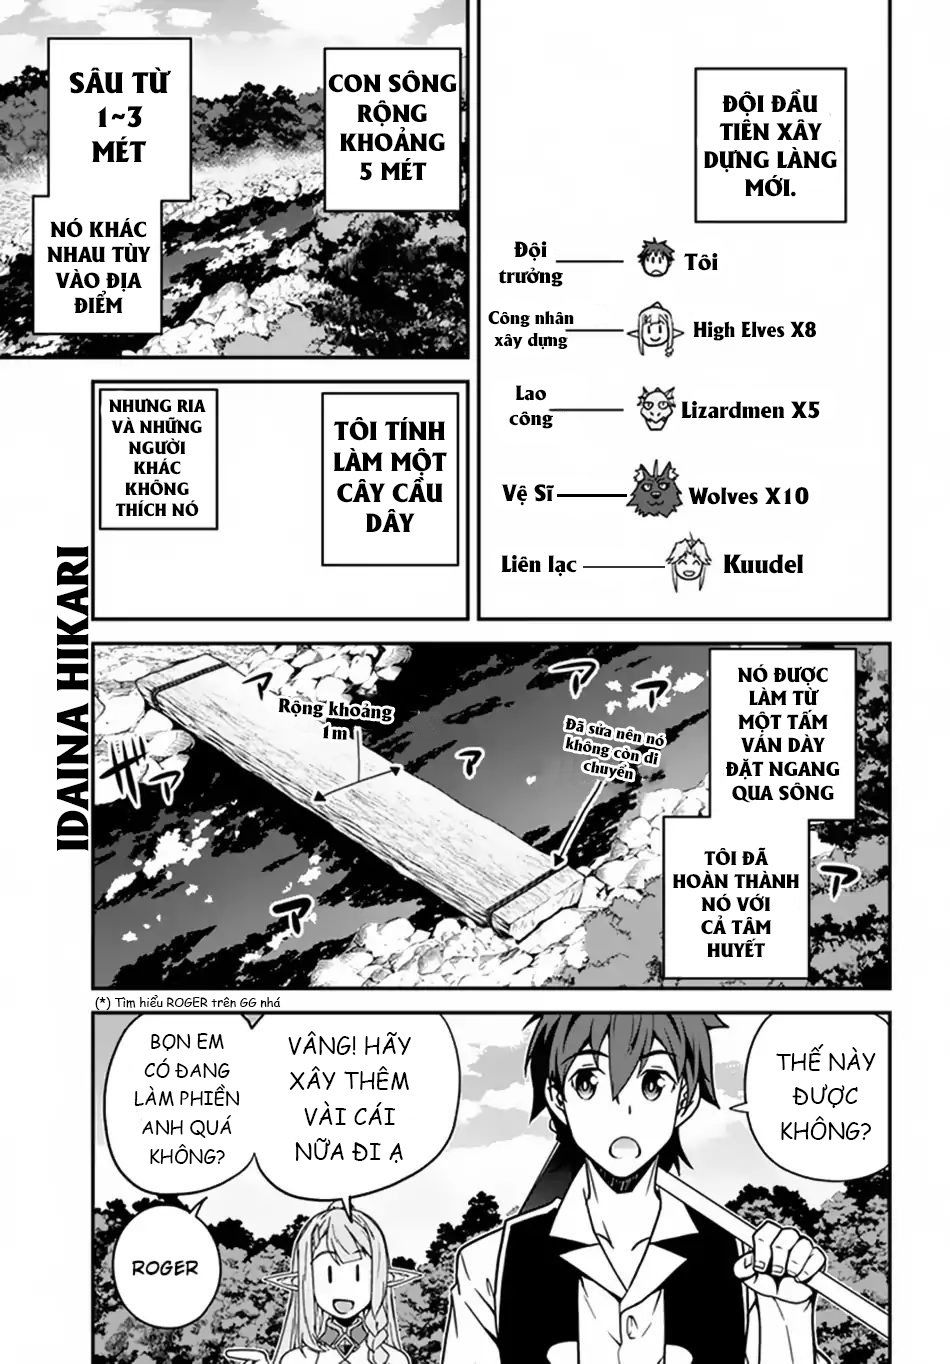 ĐỘI ĐẦU
TIÊN XÂY
DỰNG LÀNG
MỚI.
Đội
trưởng
Tôi
Công nhân
xây dựng
High Elves X8
Lao
công
Lizardmen X5
Vệ Sĩ
Wolves X10
Liên lạc
Kuudel
CON SÔNG
RỘNG
KHOẢNG
5 MÉT
SÂU TỪ
1~3
MÉT
NÓ KHÁC
NHAU TÙY
VÀO ĐỊA
ĐIỂM
TÔI TÍNH
LÀM MỘT
CÂY CẦU
DÂY
NHƯNG RIA
VÀ NHỮNG
NGƯỜI
KHÁC
KHÔNG
THÍCH NÓ
IDAINA HIKARI
NÓ ĐƯỢC
LÀM TỪ
MỘT TẤM
VÁN DÀY
ĐẶT NGANG
QUA SÔNG
TÔI ĐÃ
HOÀN THÀNH
NÓ VỚI
CẢ TÂM
HUYẾT
Đã sửa nên nó
không còn di
chuyển
Rộng khoảng
1m
ア
ア
ア
ア
ア
(*) Tìm hiểu ROGER trên GG nhá
THẾ NÀY
ĐƯỢC
KHÔNG?
VÂNG! HÃY
XÂY THÊM
VÀI CÁI
NỮA ĐI Ạ
BỌN EM
CÓ ĐANG
LÀM PHIỀN
ANH QUÁ
KHÔNG?
ROGER